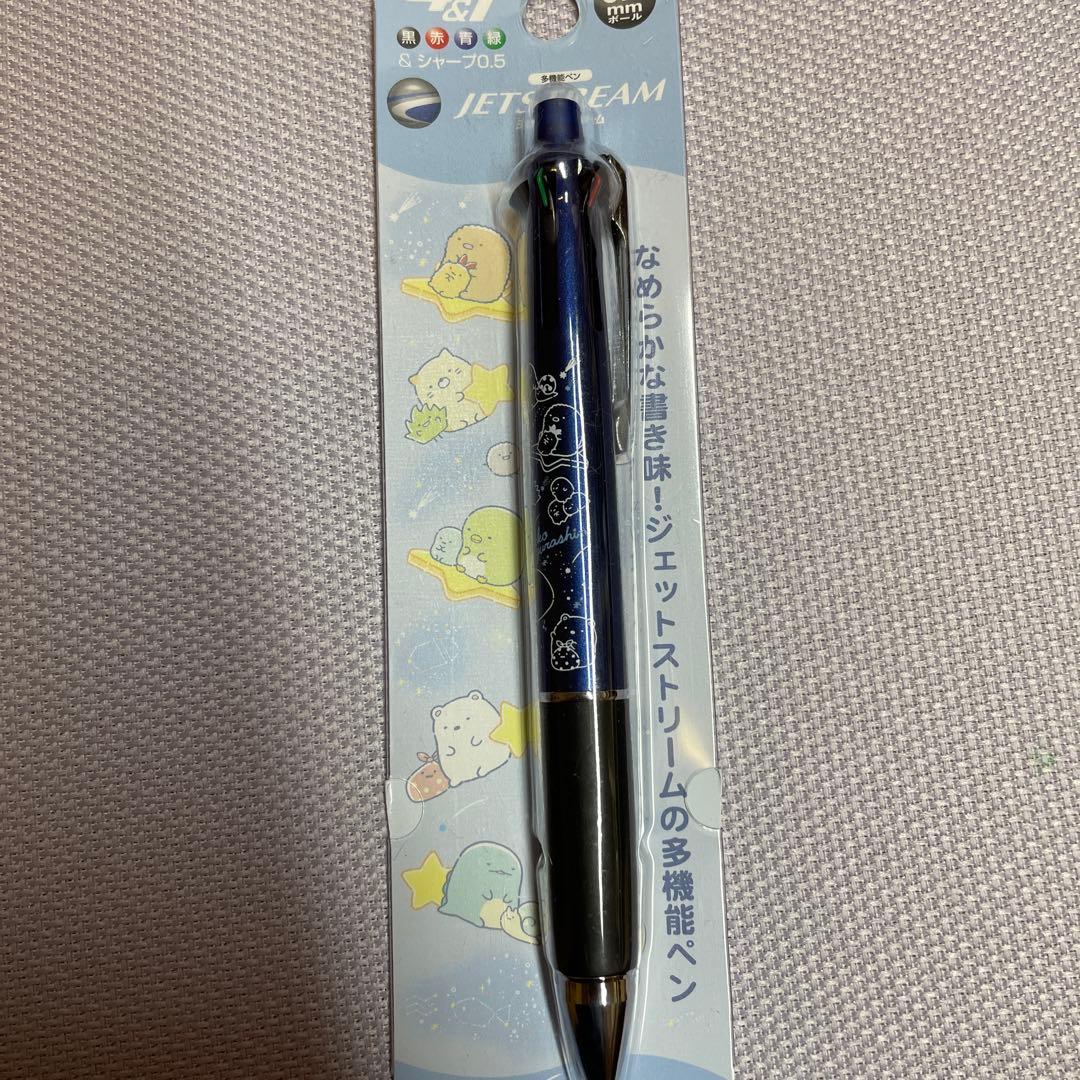 4&1
黒 赤 青 緑
& シャープ0.5
mm
ボール
多機能ペン
JETSTREAM
なめらかな書き味!ジェットストリームの多機能ペン